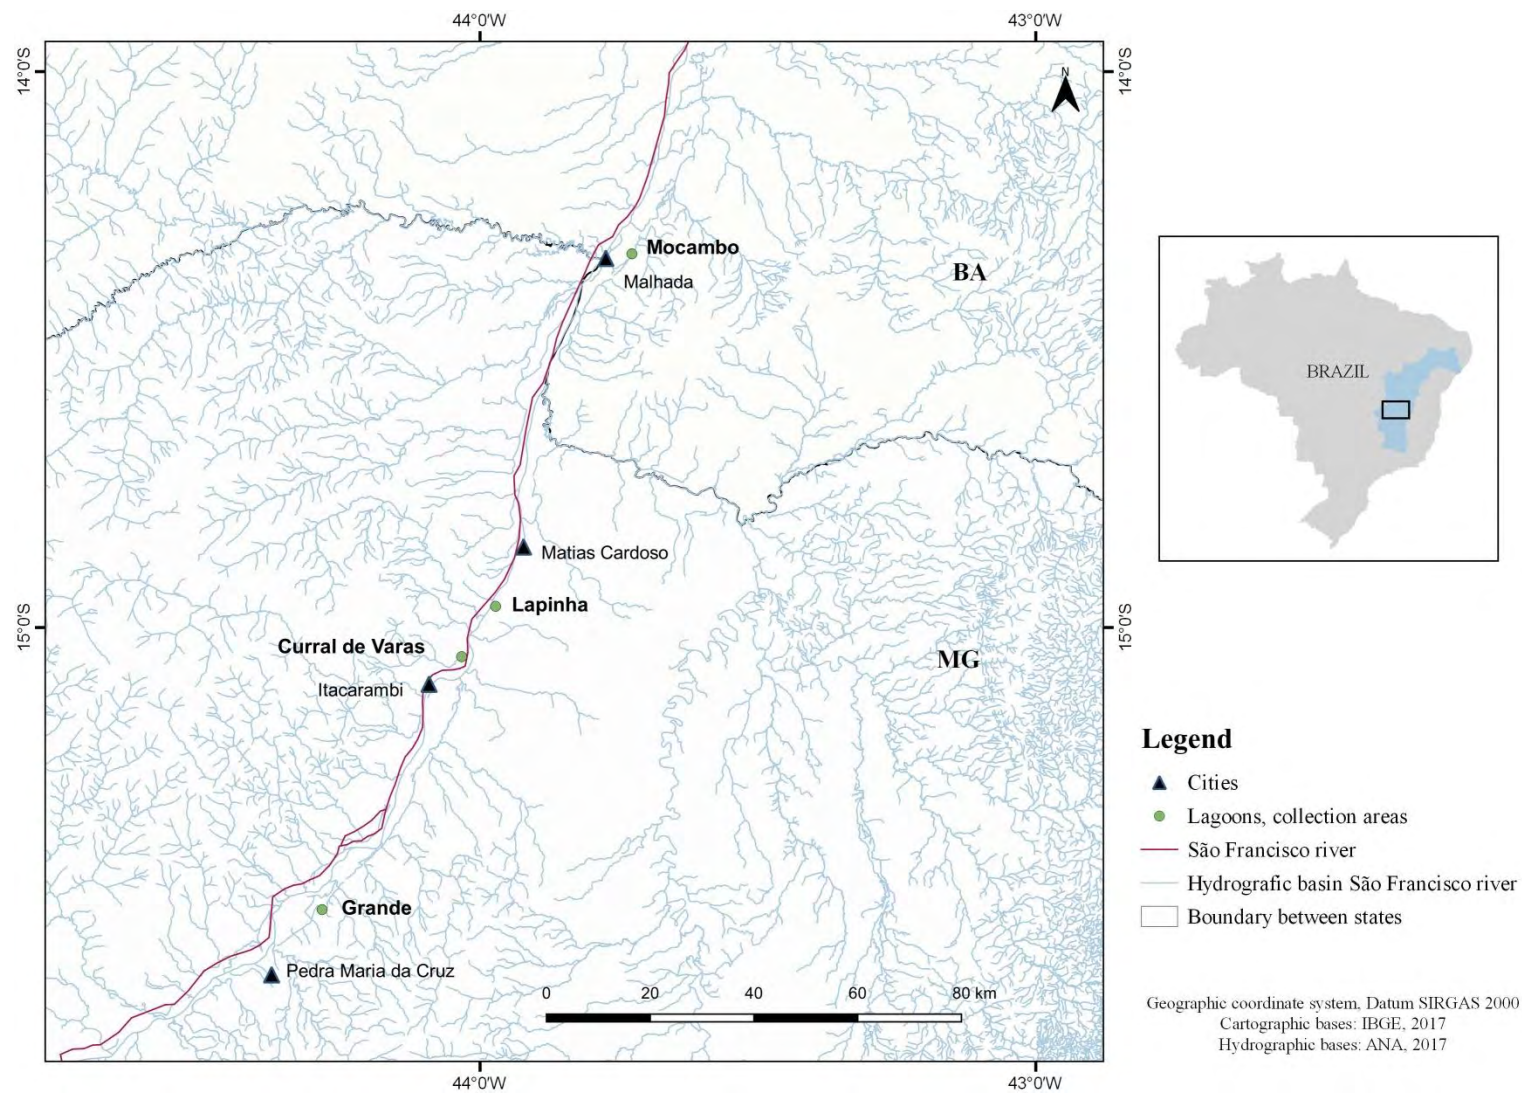 44°0'W
43°0'W
14°0'S
14°0'S
N
Mocambo
Malhada
BA
BRAZIL
Matias Cardoso
Lapinha
15°0'S
15°0'S
Curral de Varas
MG
Itacarambi
Legend
Cities
Lagoons, collection areas
São Francisco river
Hydrografic basin São Francisco river
Boundary between states
Grande
Pedra Maria da Cruz
0 20 40 60 80 km
Geographic coordinate system, Datum SIRGAS 2000
Cartographic bases: IBGE, 2017
Hydrographic bases: ANA, 2017
44°0'W
43°0'W